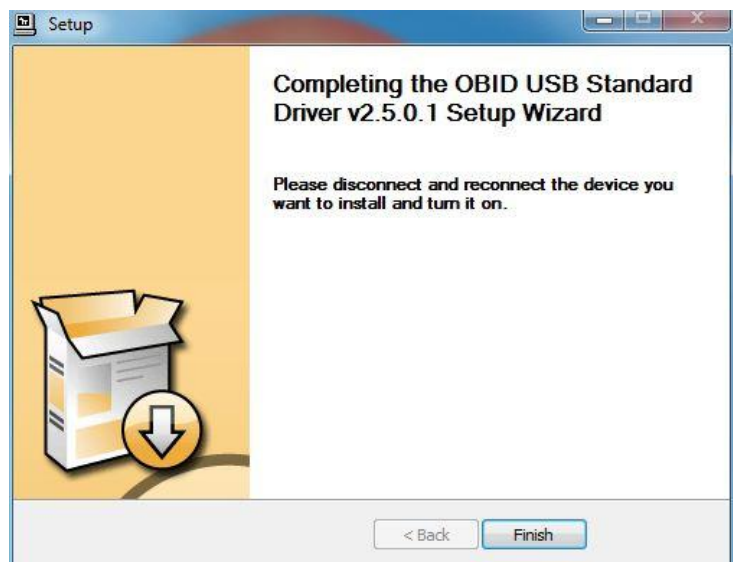 Setup
Completing the OBID USB Standard
Driver v2.5.0.1 Setup Wizard
Please disconnect and reconnect the device you
want to install and turn it on.
< Back
Finish